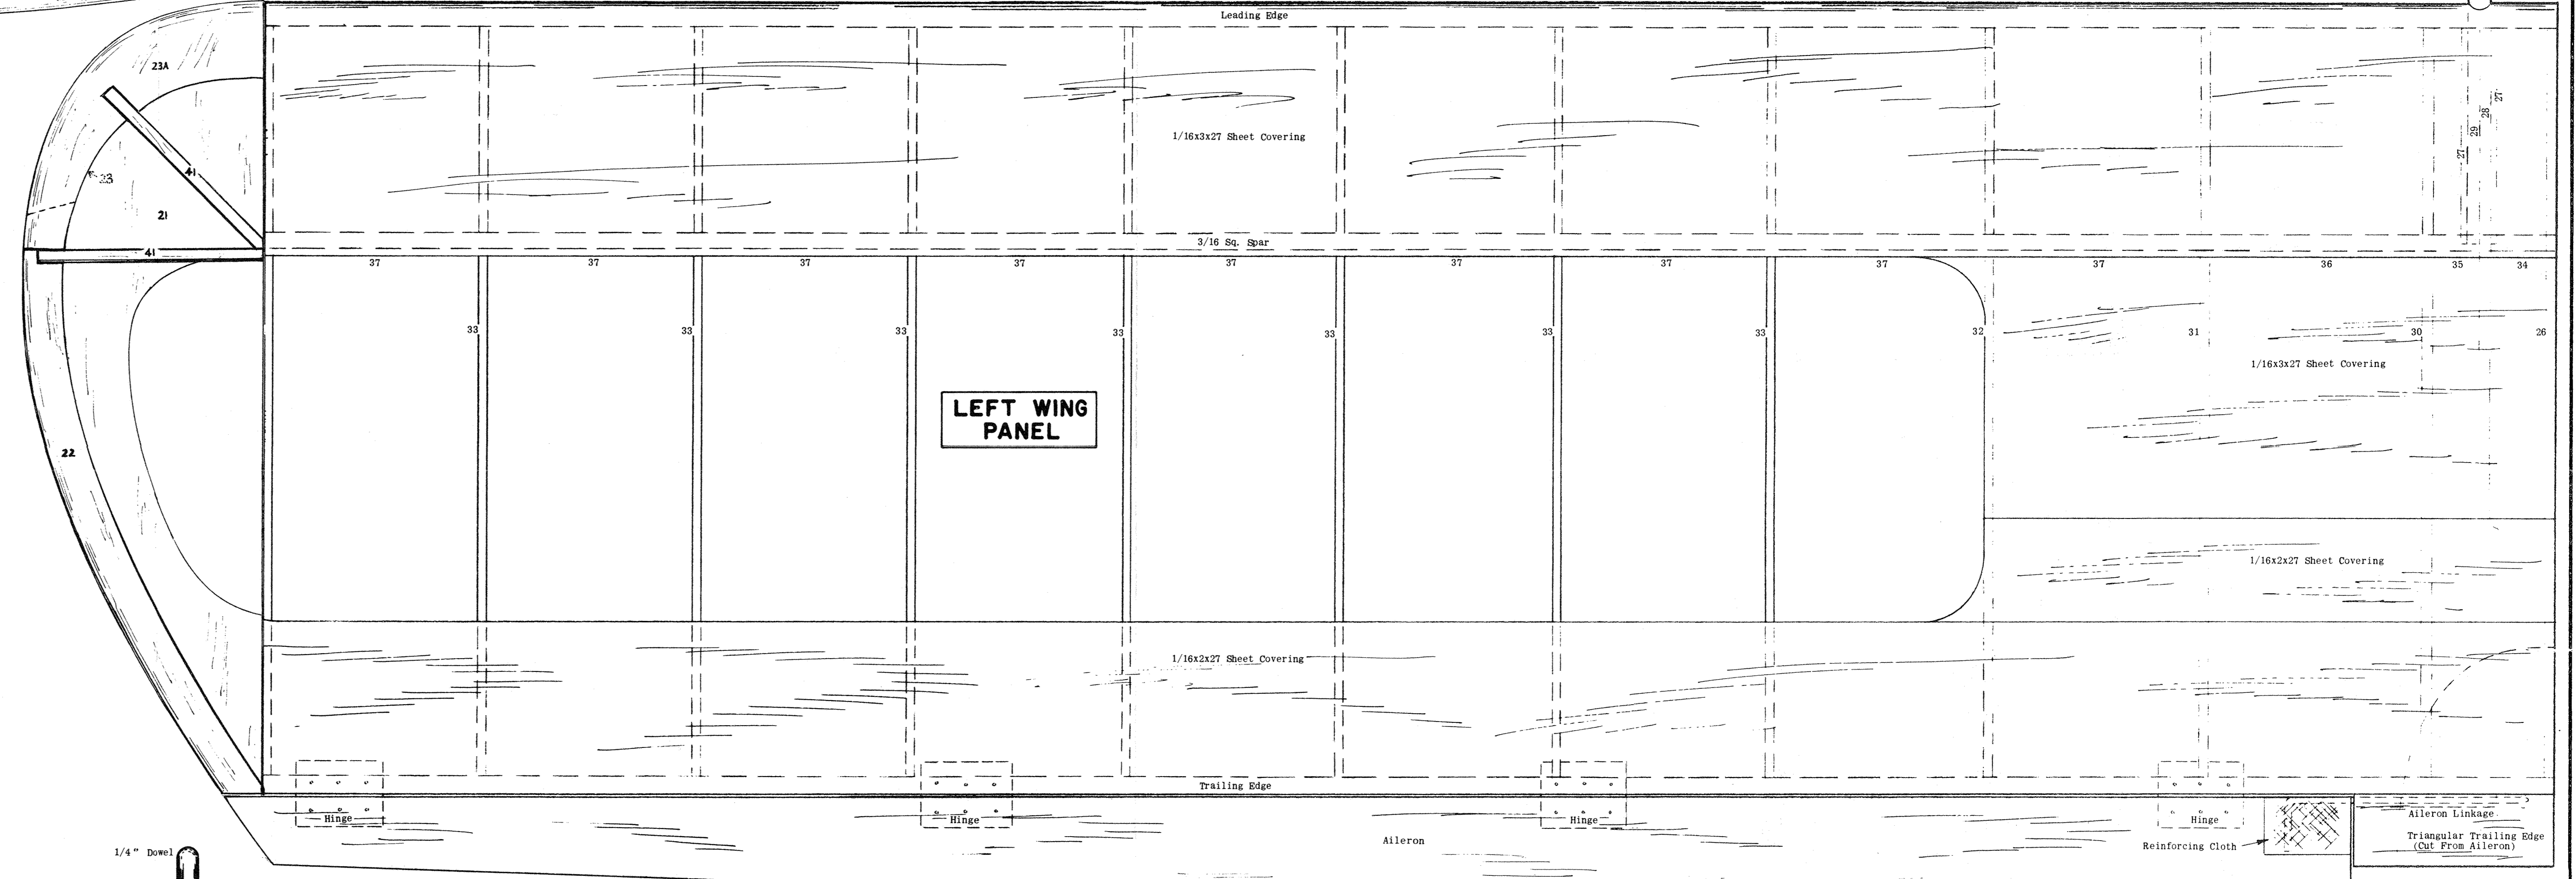 Leading Edge
23A
1/16x3x27 Sheet Covering
27
28
29
27
41
23
21
3/16 Sq. Spar
41
37 37 37 37 37 37 37 37 37 36 35 34
33 33 33 33 33 33 33 32 31 30 26
1/16x3x27 Sheet Covering
LEFT WING
PANEL
22
1/16x2x27 Sheet Covering
1/16x2x27 Sheet Covering
Trailing Edge
Hinge Hinge Hinge Hinge
Aileron Linkage
Aileron
Triangular Trailing Edge
(Cut From Aileron)
Reinforcing Cloth
1/4" Dowel